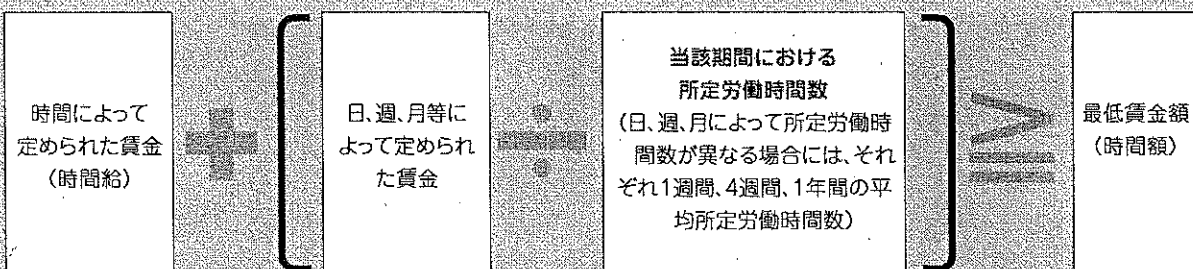 時間によって
定められた賃金
（時間給）
＋
日、週、月等に
よって定められ
た賃金
÷
当該期間における
所定労働時間数
（日、週、月によって所定労働時
間数が異なる場合には、それ
ぞれ1週間、4週間、1年間の平
均所定労働時間数）
≧
最低賃金額
（時間額）